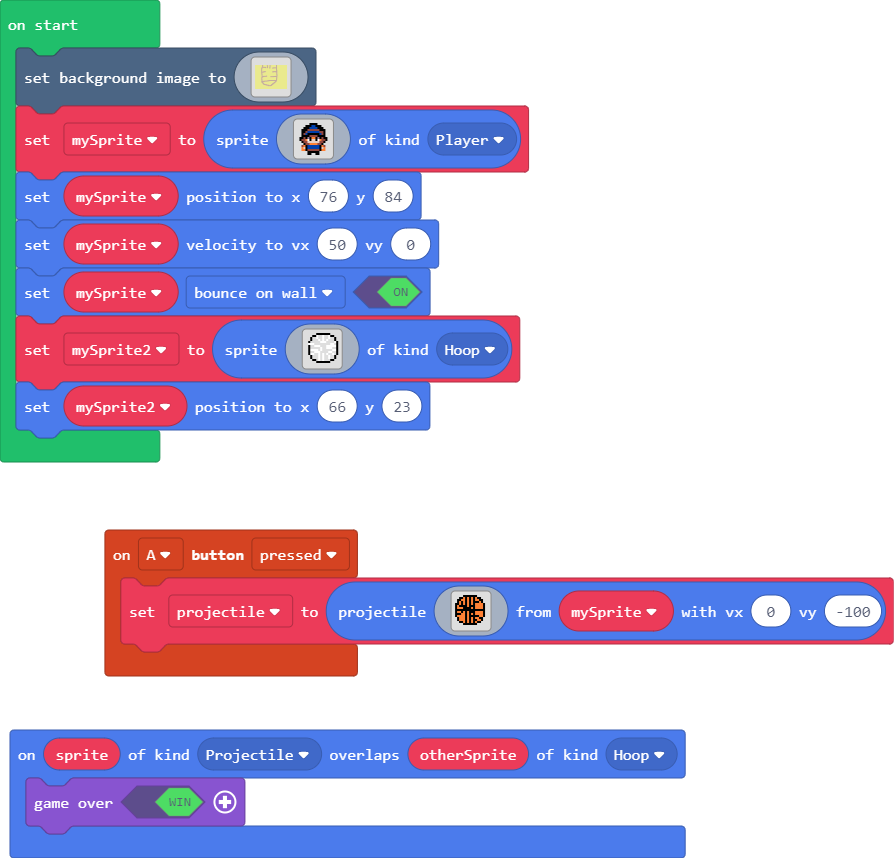 on start
set background image to
set mySprite to sprite of kind Player
set mySprite position to x 76 y 84
set mySprite velocity to vx 50 vy 0
set mySprite bounce on wall ON
set mySprite2 to sprite of kind Hoop
set mySprite2 position to x 66 y 23
on A button pressed
set projectile to projectile from mySprite with vx 0 vy -100
on sprite of kind Projectile overlaps otherSprite of kind Hoop
game over WIN